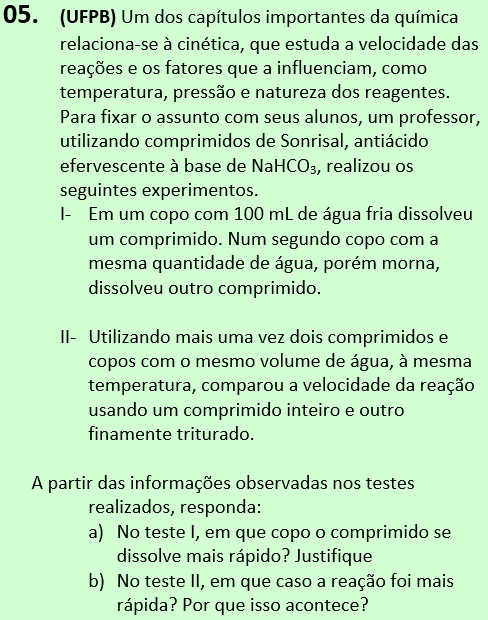 05. (UFPB) Um dos capítulos importantes da química
relaciona-se à cinética, que estuda a velocidade das
reações e os fatores que a influenciam, como
temperatura, pressão e natureza dos reagentes.
Para fixar o assunto com seus alunos, um professor,
utilizando comprimidos de Sonrisal, antiácido
efervescente à base de NaHCO₃, realizou os
seguintes experimentos.
I- Em um copo com 100 mL de água fria dissolveu
um comprimido. Num segundo copo com a
mesma quantidade de água, porém morna,
dissolveu outro comprimido.
II- Utilizando mais uma vez dois comprimidos e
copos com o mesmo volume de água, à mesma
temperatura, comparou a velocidade da reação
usando um comprimido inteiro e outro
finamente triturado.
A partir das informações observadas nos testes
realizados, responda:
a) No teste I, em que copo o comprimido se
dissolve mais rápido? Justifique
b) No teste II, em que caso a reação foi mais
rápida? Por que isso acontece?